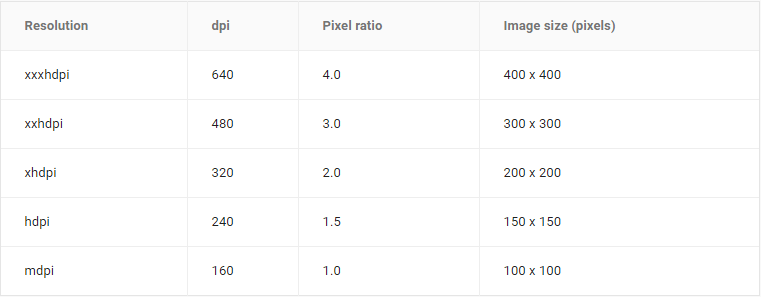 Resolution dpi Pixel ratio Image size (pixels)
xxxhdpi 640 4.0 400 x 400
xxhdpi 480 3.0 300 x 300
xhdpi 320 2.0 200 x 200
hdpi 240 1.5 150 x 150
mdpi 160 1.0 100 x 100